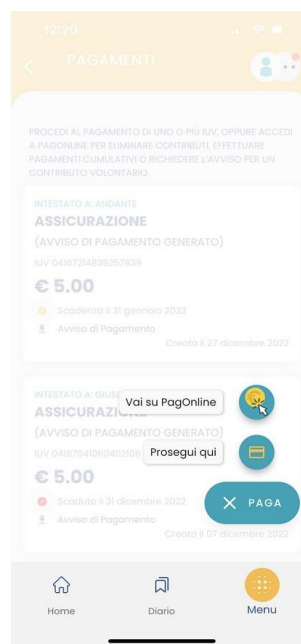 12:20
PAGAMENTI
PROCEDI AL PAGAMENTO DI UNO O PIÙ IUV, OPPURE ACCEDI
A PAGONLINE PER ELIMINARE CONTRIBUTI, EFFETTUARE
PAGAMENTI CUMULATIVI O RICHIEDERE L'AVVISO PER UN
CONTRIBUTO VOLONTARIO.
INTESTATO A: ANDANTE
ASSICURAZIONE
(AVVISO DI PAGAMENTO GENERATO)
€ 5.00
Scadenza il 31 gennaio 2023
Avviso di Pagamento
Creato il 27 dicembre 2022
INTESTATO A:
Vai su PagOnline
(AVVISO DI PAGAMENTO GENERATO)
IUV 04167041060402106
Prosegui qui
€ 5.00
Scaduto il 31 dicembre 2022
PAGA
Avviso di Pagamento
Creato il 07 dicembre 2022
Home
Diario
Menu